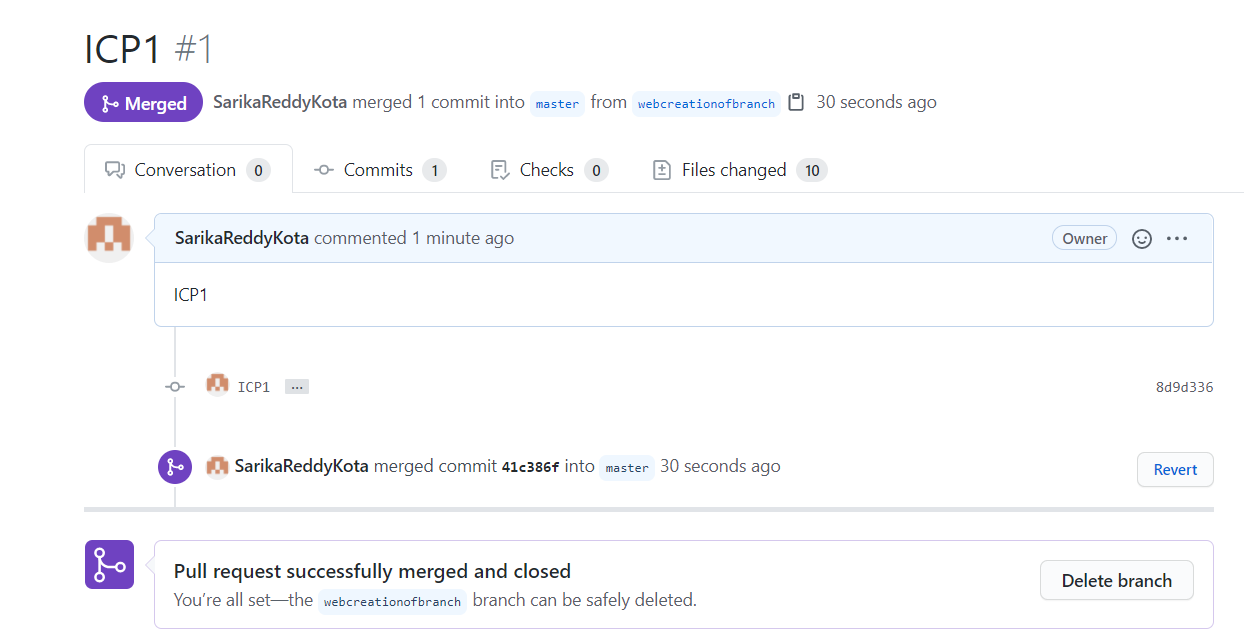 ICP1 #1
Merged SarikaReddyKota merged 1 commit into master from webcreationofbranch 30 seconds ago
Conversation 0 Commits 1 Checks 0 Files changed 10
SarikaReddyKota commented 1 minute ago Owner
ICP1
ICP1 ... 8d9d336
SarikaReddyKota merged commit 41c386f into master 30 seconds ago Revert
Pull request successfully merged and closed
You’re all set—the webcreationofbranch branch can be safely deleted.
Delete branch